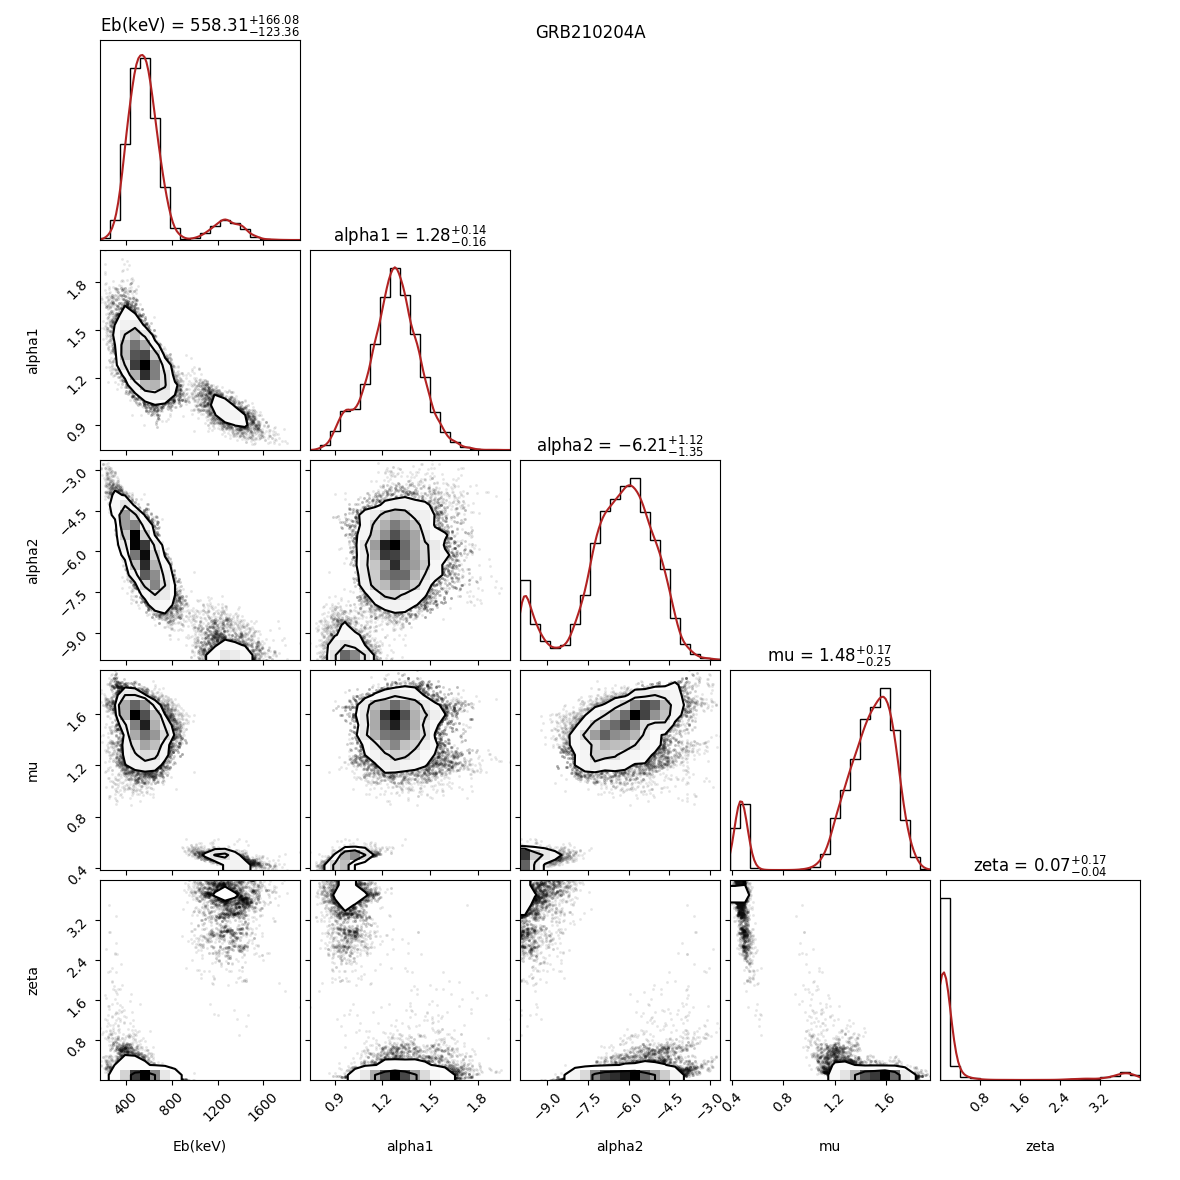 Eb(keV) = 558.31+166.08−123.36
GRB210204A
alpha1 = 1.28+0.14−0.16
alpha1
1.8
1.5
1.2
0.9
alpha2 = −6.21+1.12−1.35
alpha2
−3.0
−4.5
−6.0
−7.5
−9.0
mu = 1.48+0.17−0.25
mu
1.6
1.2
0.8
0.4
zeta = 0.07+0.17−0.04
zeta
3.2
2.4
1.6
0.8
400 800 1200 1600
0.9 1.2 1.5 1.8
−9.0 −7.5 −6.0 −4.5 −3.0
0.4 0.8 1.2 1.6
0.8 1.6 2.4 3.2
Eb(keV) alpha1 alpha2 mu zeta